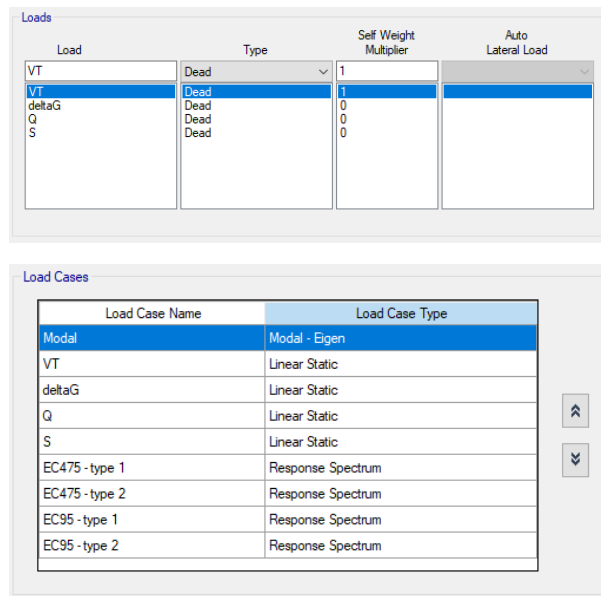 Loads
Load Type Self Weight Multiplier Auto Lateral Load
VT Dead 1
VT Dead 1
deltaG Dead 0
Q Dead 0
S Dead 0
Load Cases
Load Case Name Load Case Type
Modal Modal - Eigen
VT Linear Static
deltaG Linear Static
Q Linear Static
S Linear Static
EC475 - type 1 Response Spectrum
EC475 - type 2 Response Spectrum
EC95 - type 1 Response Spectrum
EC95 - type 2 Response Spectrum